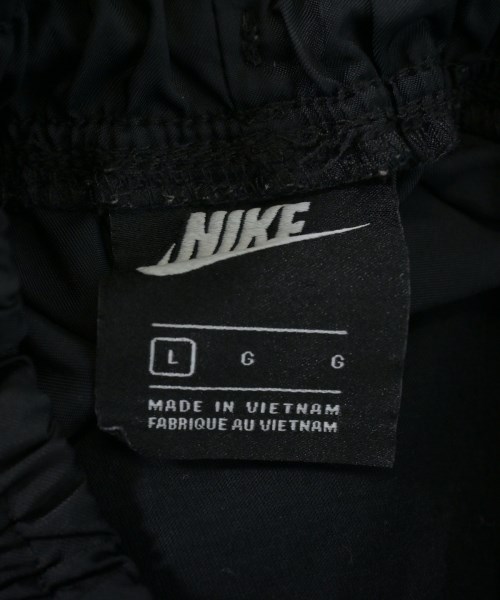 NIKE
L G G
MADE IN VIETNAM
FABRIQUE AU VIETNAM